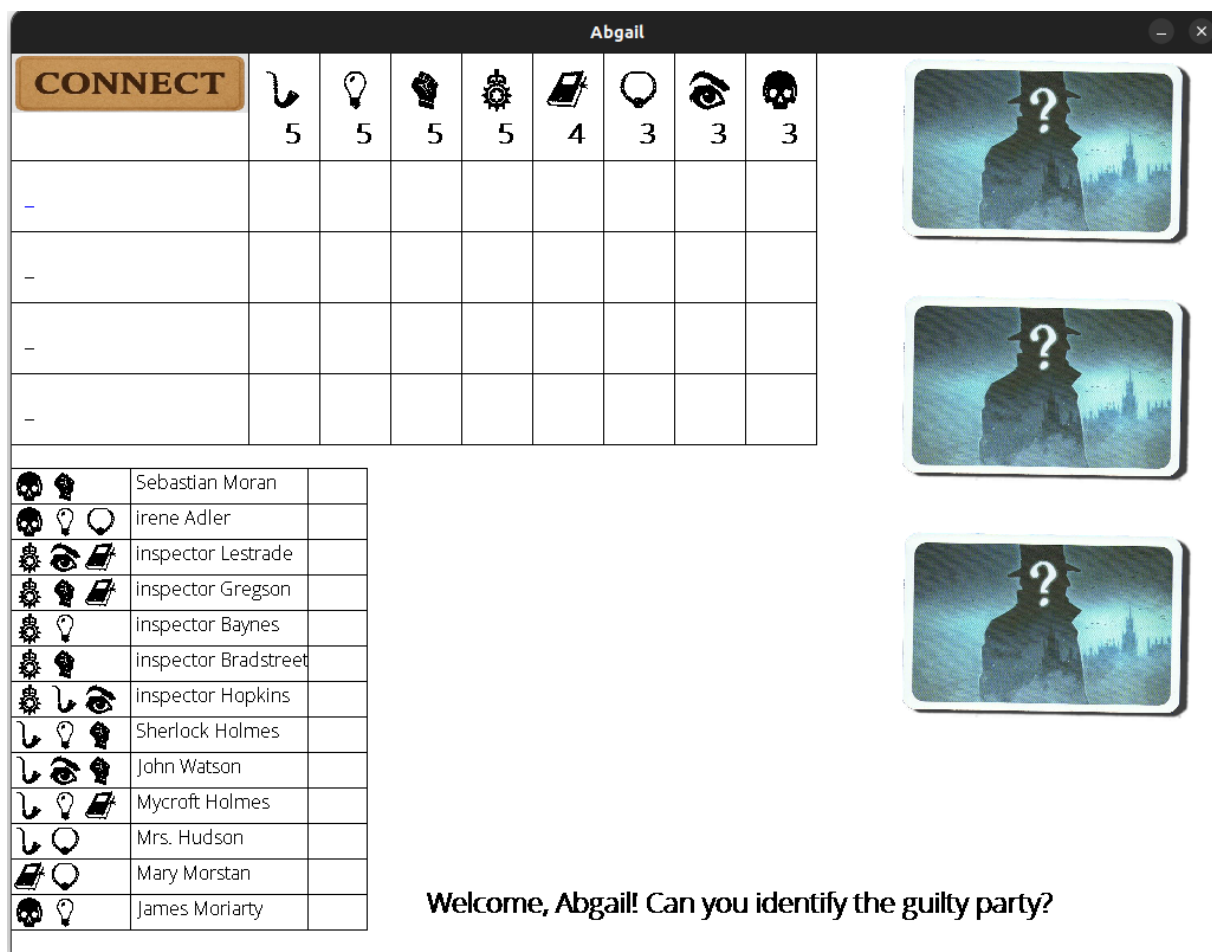 Abgail
CONNECT
5 5 5 5 4 3 3 3
?
?
?
Sebastian Moran
irene Adler
inspector Lestrade
inspector Gregson
inspector Baynes
inspector Bradstreet
inspector Hopkins
Sherlock Holmes
John Watson
Mycroft Holmes
Mrs. Hudson
Mary Morstan
James Moriarty
Welcome, Abgail! Can you identify the guilty party?